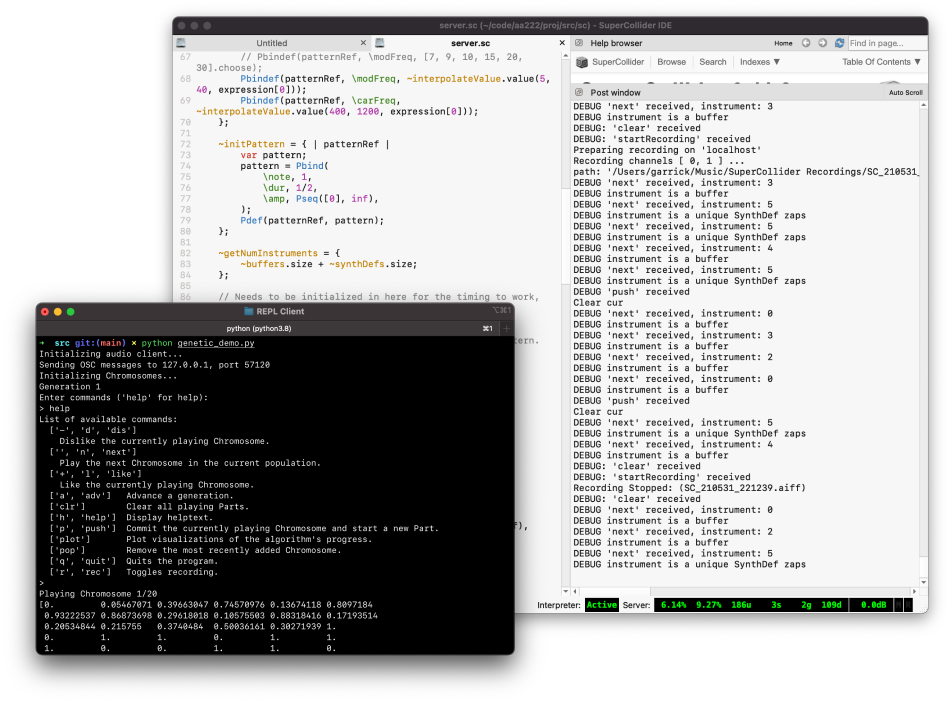 server.sc (~/code/aa222/proj/src/sc) - SuperCollider IDE
Untitled
server.sc
67 // Pbindef(patternRef, \modFreq, [7, 9, 10, 15, 20,
30].choose);
68 Pbindef(patternRef, \modFreq, ~interpolateValue.value(5,
40, expression[0]));
69 Pbindef(patternRef, \carFreq,
~interpolateValue.value(400, 1200, expression[0]));
70 };
71
72 ~initPattern = { | patternRef |
73 var pattern;
74 pattern = Pbind(
75 \note, 1,
76 \dur, 1/2,
77 \amp, Pseq([0], inf),
78 );
79 Pdef(patternRef, pattern);
80 };
81
82 ~getNumInstruments = {
83 ~buffers.size + ~synthDefs.size;
84 };
85
86 // Needs to be initialized in here for the timing to work,
tern.
f),
Help browser
Home
Find in page...
SuperCollider Browse Search Indexes ▼ Table Of Contents ▼
Post window
Auto Scroll
DEBUG 'next' received, instrument: 3
DEBUG instrument is a buffer
DEBUG: 'clear' received
DEBUG: 'startRecording' received
Preparing recording on 'localhost'
Recording channels [ 0, 1 ] ...
path: '/Users/garrick/Music/SuperCollider Recordings/SC_210531_
DEBUG 'next' received, instrument: 3
DEBUG instrument is a buffer
DEBUG 'next' received, instrument: 5
DEBUG instrument is a unique SynthDef zaps
DEBUG 'next' received, instrument: 5
DEBUG instrument is a unique SynthDef zaps
DEBUG 'next' received, instrument: 4
DEBUG instrument is a buffer
DEBUG 'next' received, instrument: 5
DEBUG instrument is a unique SynthDef zaps
DEBUG 'push' received
Clear cur
DEBUG 'next' received, instrument: 0
DEBUG instrument is a buffer
DEBUG 'next' received, instrument: 3
DEBUG instrument is a buffer
DEBUG 'next' received, instrument: 2
DEBUG instrument is a buffer
DEBUG 'next' received, instrument: 0
DEBUG instrument is a buffer
DEBUG 'push' received
Clear cur
DEBUG 'next' received, instrument: 5
DEBUG instrument is a unique SynthDef zaps
DEBUG 'next' received, instrument: 4
DEBUG instrument is a buffer
DEBUG: 'clear' received
DEBUG: 'startRecording' received
Recording Stopped: (SC_210531_221239.aiff)
DEBUG: 'clear' received
DEBUG 'next' received, instrument: 0
DEBUG instrument is a buffer
DEBUG 'next' received, instrument: 2
DEBUG instrument is a buffer
DEBUG 'next' received, instrument: 5
DEBUG instrument is a unique SynthDef zaps
Interpreter: Active Server: 6.14% 9.27% 186u 3s 2g 109d 0.0dB
REPL Client
⌥⌘1
python (python3.8)
⌘1
→ src git:(main) × python genetic_demo.py
Initializing audio client...
Sending OSC messages to 127.0.0.1, port 57120
Initializing Chromosomes...
Generation 1
Enter commands ('help' for help):
> help
List of available commands:
['-', 'd', 'dis']
Dislike the currently playing Chromosome.
['', 'n', 'next']
Play the next Chromosome in the current population.
['+', 'l', 'like']
Like the currently playing Chromosome.
['a', 'adv'] Advance a generation.
['clr'] Clear all playing Parts.
['h', 'help'] Display helptext.
['p', 'push'] Commit the currently playing Chromosome and start a new Part.
['plot'] Plot visualizations of the algorithm's progress.
['pop'] Remove the most recently added Chromosome.
['q', 'quit'] Quits the program.
['r', 'rec'] Toggles recording.
>
Playing Chromosome 1/20
[0. 0.05467071 0.39663047 0.74570976 0.13674118 0.8097184
0.93222537 0.86873698 0.29618018 0.10575503 0.88318416 0.17193514
0.20534844 0.215755 0.3740484 0.50036161 0.30271939 1.
0. 1. 1. 0. 1. 1.
1. 0. 0. 1. 1. 0.